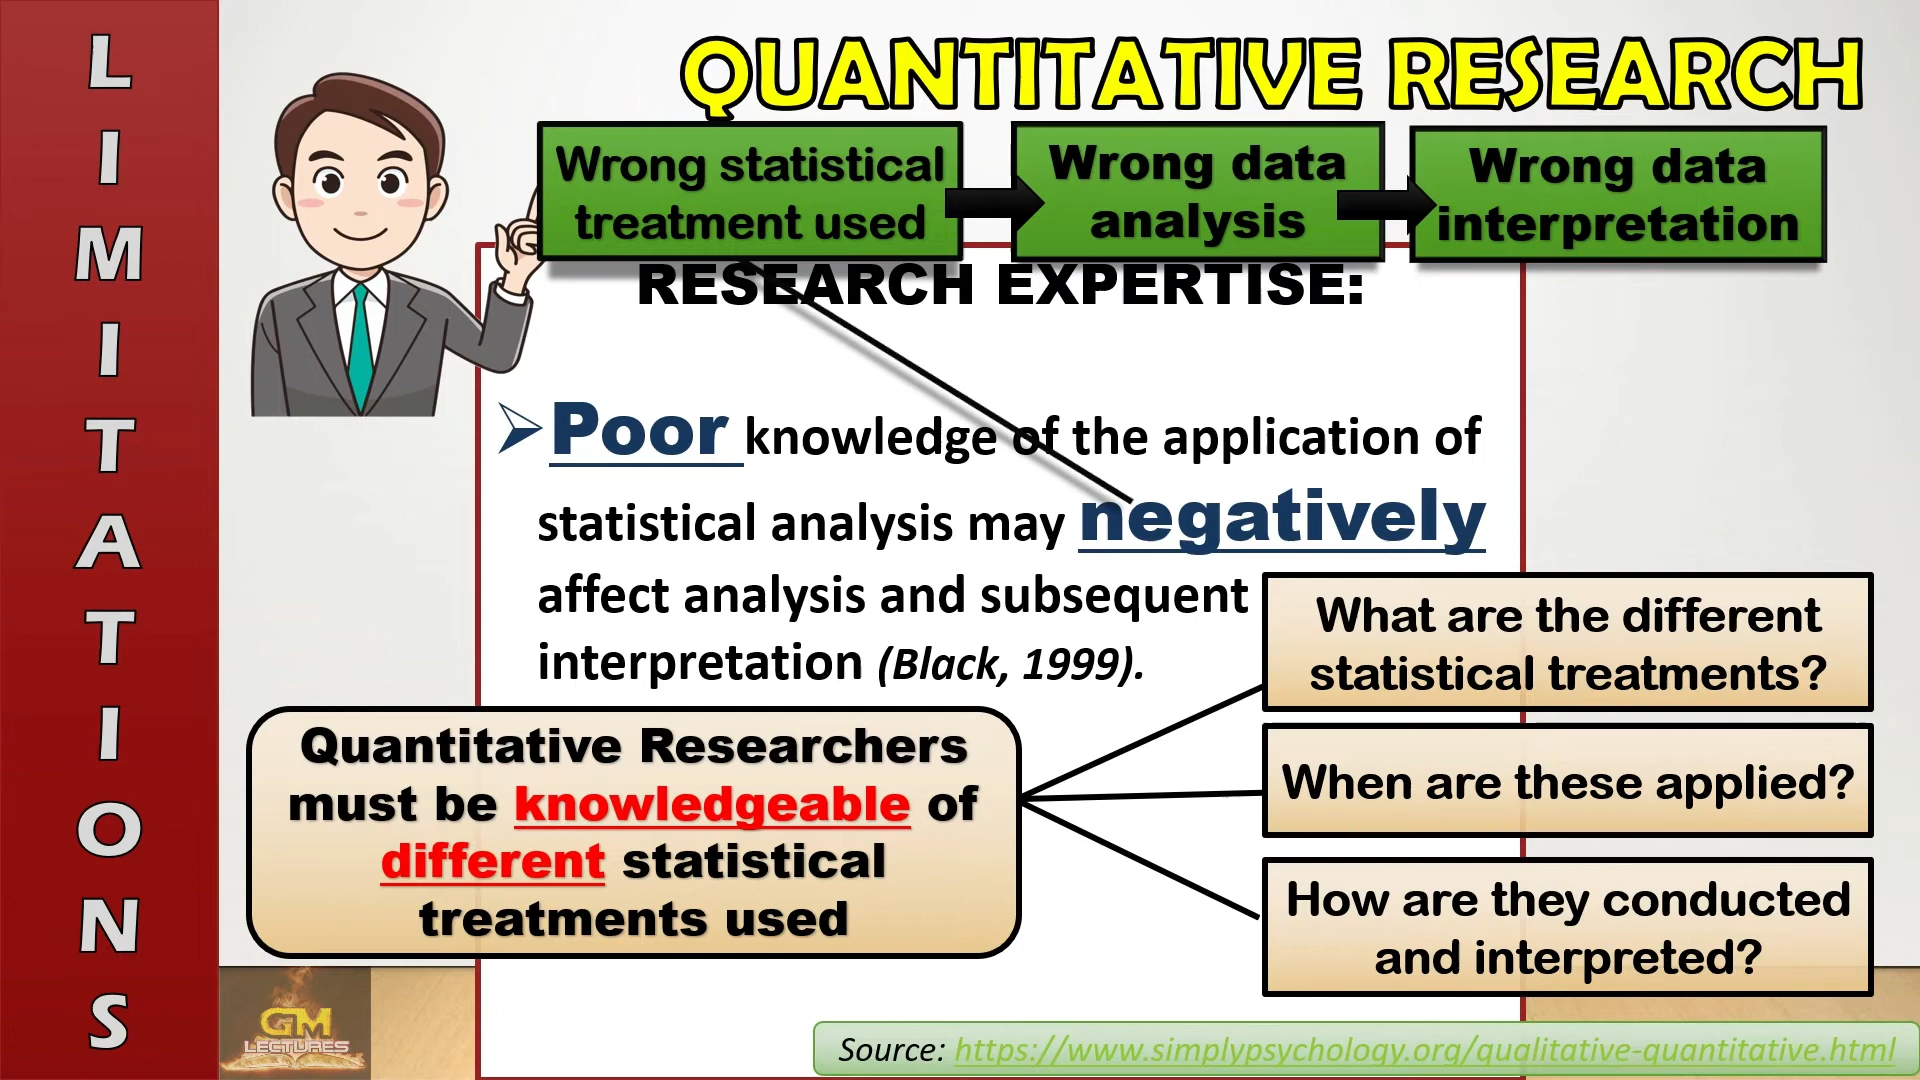 LIMITATIONS
QUANTITATIVE RESEARCH
Wrong statistical
treatment used
Wrong data
analysis
Wrong data
interpretation
RESEARCH EXPERTISE:
Poor knowledge of the application of
statistical analysis may negatively
affect analysis and subsequent
interpretation (Black, 1999).
Quantitative Researchers
must be knowledgeable of
different statistical
treatments used
What are the different
statistical treatments?
When are these applied?
How are they conducted
and interpreted?
GM
LECTURES
Source: https://www.simplypsychology.org/qualitative-quantitative.html